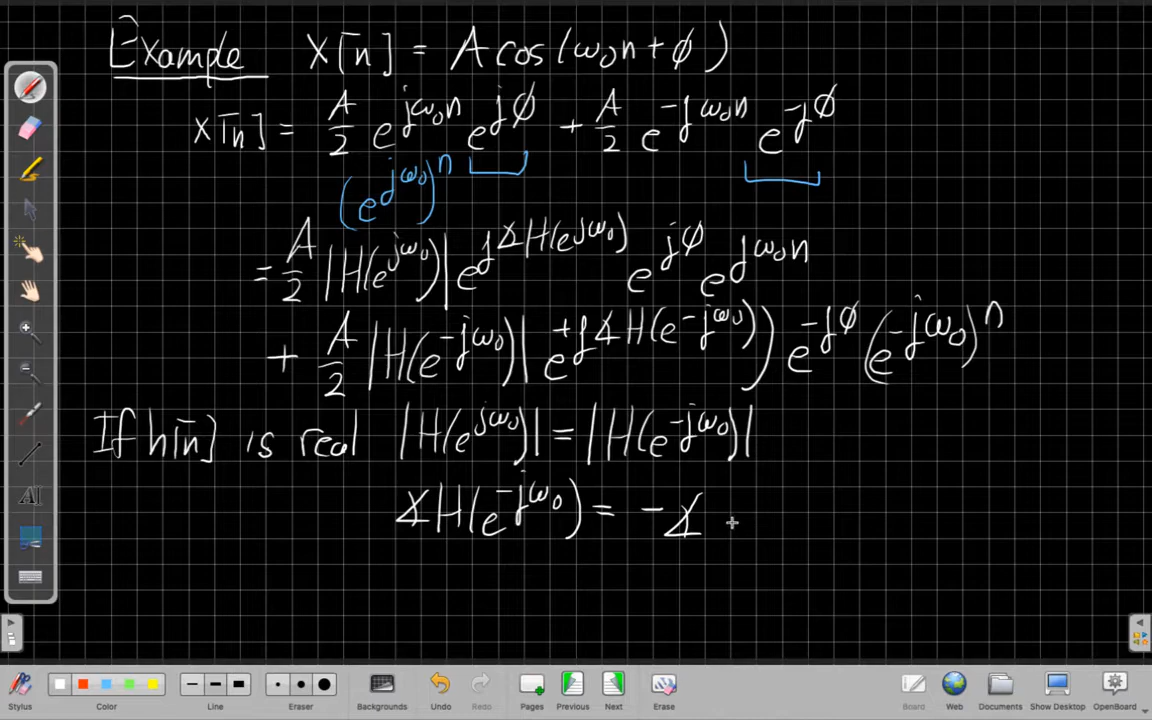 Example x[n] = A cos(ω₀n + φ)
x[n] = A/2 e^{jω₀n} e^{jφ} + A/2 e^{-jω₀n} e^{-jφ}
(e^{jω₀})^n
= A/2 |H(e^{jω₀})| e^{j∡H(e^{jω₀})} e^{jφ} e^{jω₀n}
+ A/2 |H(e^{-jω₀})| e^{+j∡H(e^{-jω₀})}) e^{-jφ} (e^{-jω₀})^n
If h[n] is real |H(e^{jω₀})| = |H(e^{-jω₀})|
∡H(e^{-jω₀}) = -∡
Stylus Color Line Eraser Backgrounds Undo Redo Pages Previous Next Erase Board Web Documents Show Desktop OpenBoard